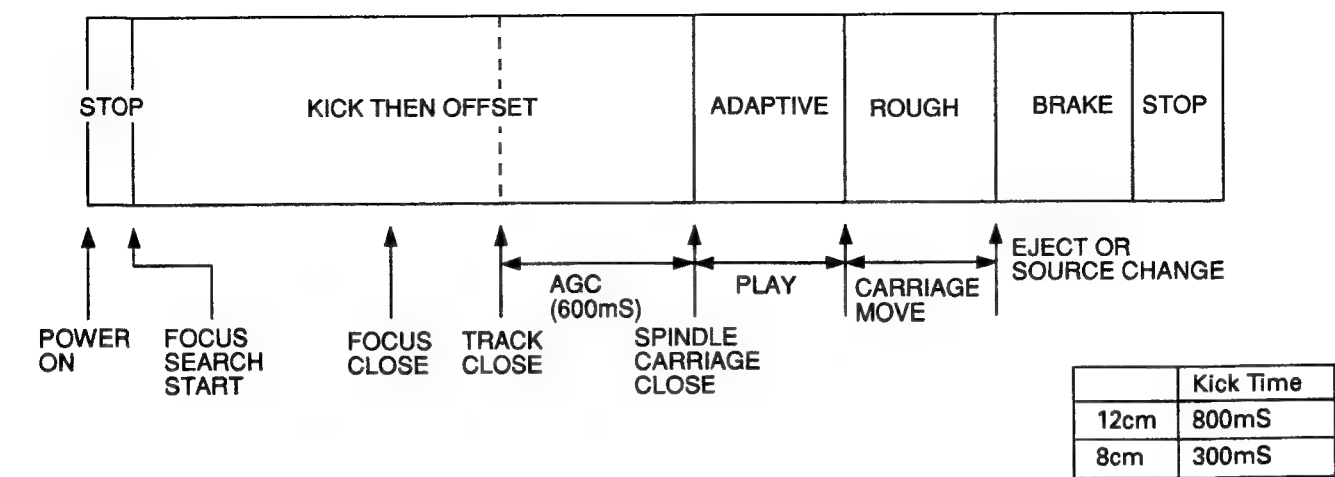 STOP
KICK THEN OFFSET
ADAPTIVE
ROUGH
BRAKE
STOP
POWER
ON
FOCUS
SEARCH
START
FOCUS
CLOSE
TRACK
CLOSE
AGC
(600mS)
SPINDLE
CARRIAGE
CLOSE
PLAY
CARRIAGE
MOVE
EJECT OR
SOURCE CHANGE
Kick Time
12cm 800mS
8cm 300mS